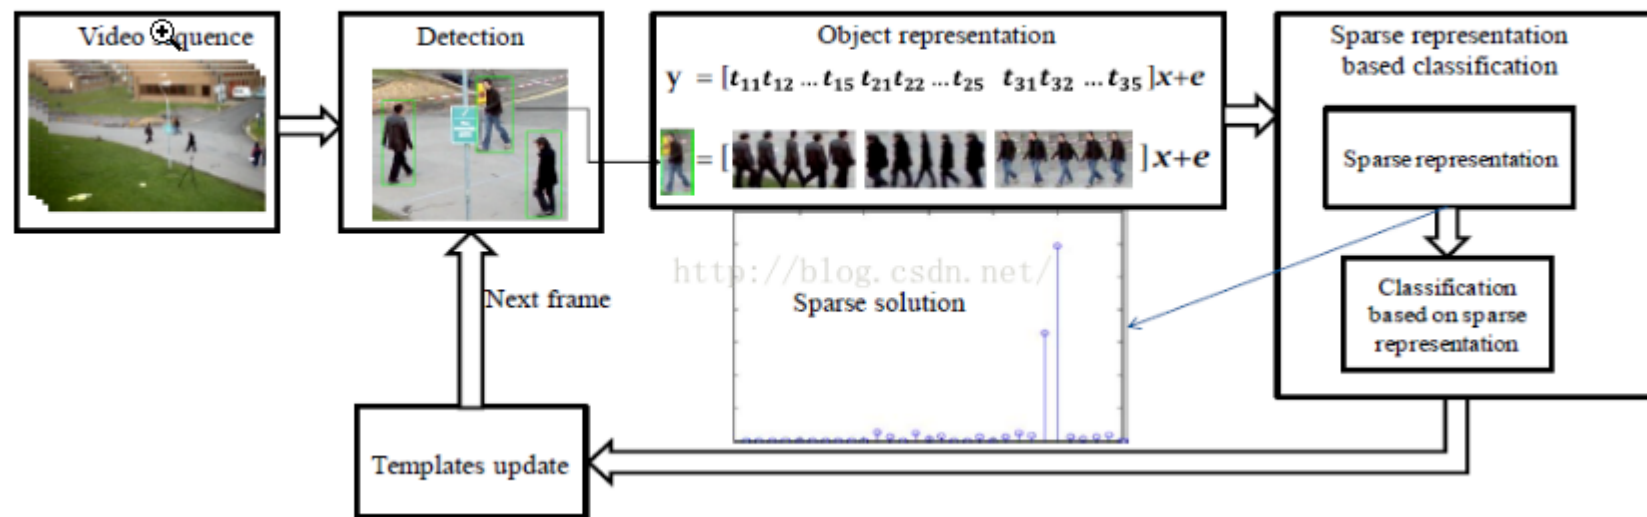 Video sequence
Detection
Object representation
y = [t₁₁t₁₂ ... t₁₅ t₂₁t₂₂ ... t₂₅ t₃₁t₃₂ ... t₃₅ ]x+e
= [ ] x+e
Sparse representation
based classification
Sparse representation
Classification
based on sparse
representation
http://blog.csdn.net/
Sparse solution
Next frame
Templates update